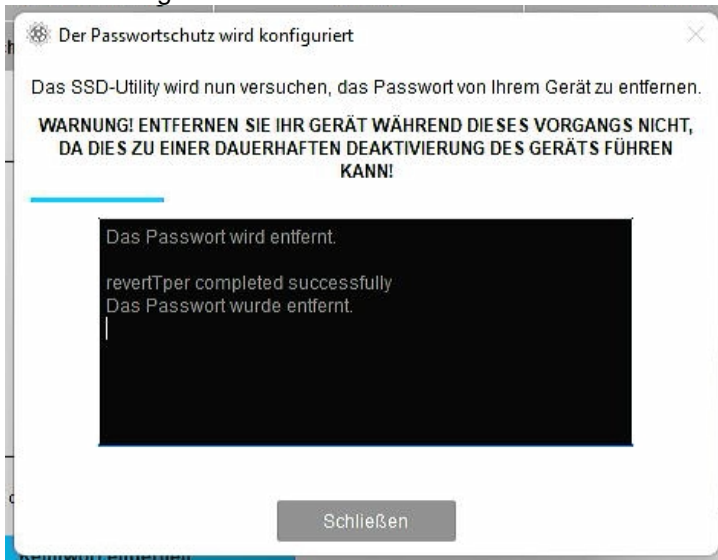 Der Passwortschutz wird konfiguriert
Das SSD-Utility wird nun versuchen, das Passwort von Ihrem Gerät zu entfernen.
WARNUNG! ENTFERNEN SIE IHR GERÄT WÄHREND DIESES VORGANGS NICHT,
DA DIES ZU EINER DAUERHAFTEN DEAKTIVIERUNG DES GERÄTS FÜHREN
KANN!
Das Passwort wird entfernt.
revertTper completed successfully
Das Passwort wurde entfernt.
Schließen